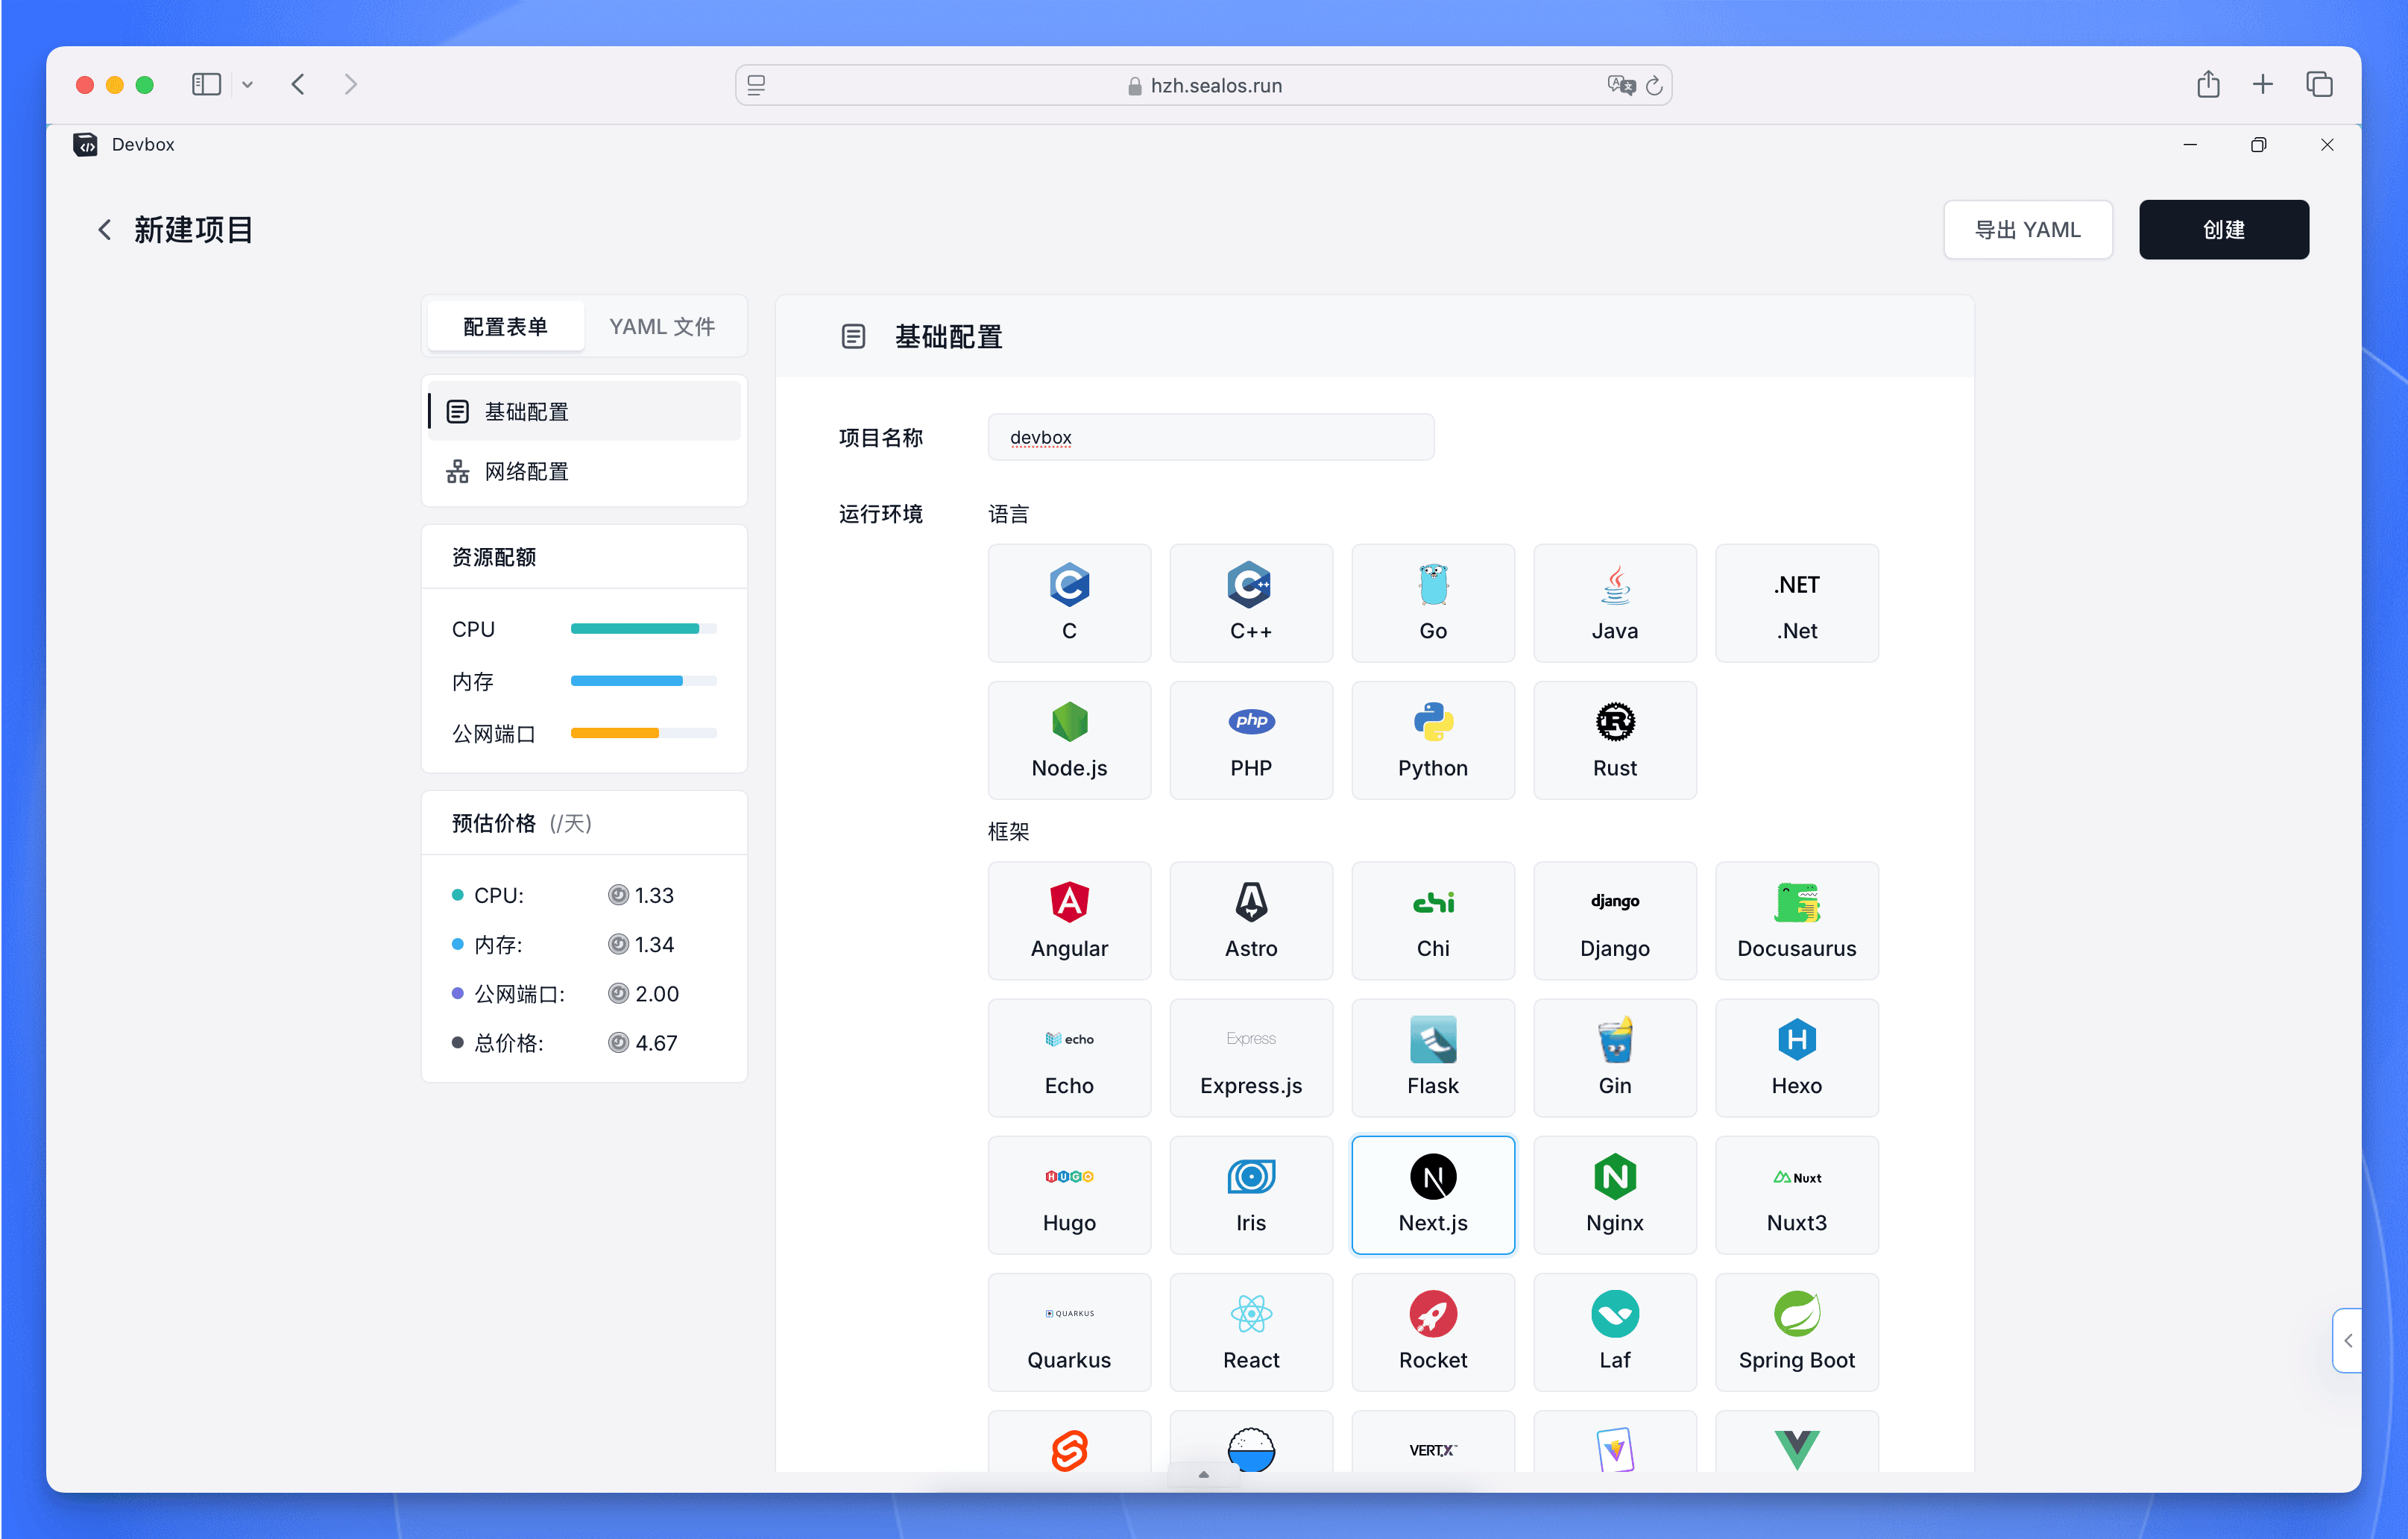 hzh.sealos.run
Devbox
新建项目
导出 YAML
创建
配置表单
YAML 文件
基础配置
网络配置
资源配额
CPU
内存
公网端口
预估价格 (/天)
CPU: 1.33
内存: 1.34
公网端口: 2.00
总价格: 4.67
基础配置
项目名称
devbox
运行环境
语言
C
C++
Go
Java
.NET
.Net
Node.js
php
PHP
Python
Rust
框架
Angular
Astro
chi
Chi
django
Django
Docusaurus
echo
Echo
Express
Express.js
Flask
Gin
Hexo
HUGO
Hugo
Iris
Next.js
Nginx
Nuxt
Nuxt3
QUARKUS
Quarkus
React
Rocket
Laf
Spring Boot
VERT.X